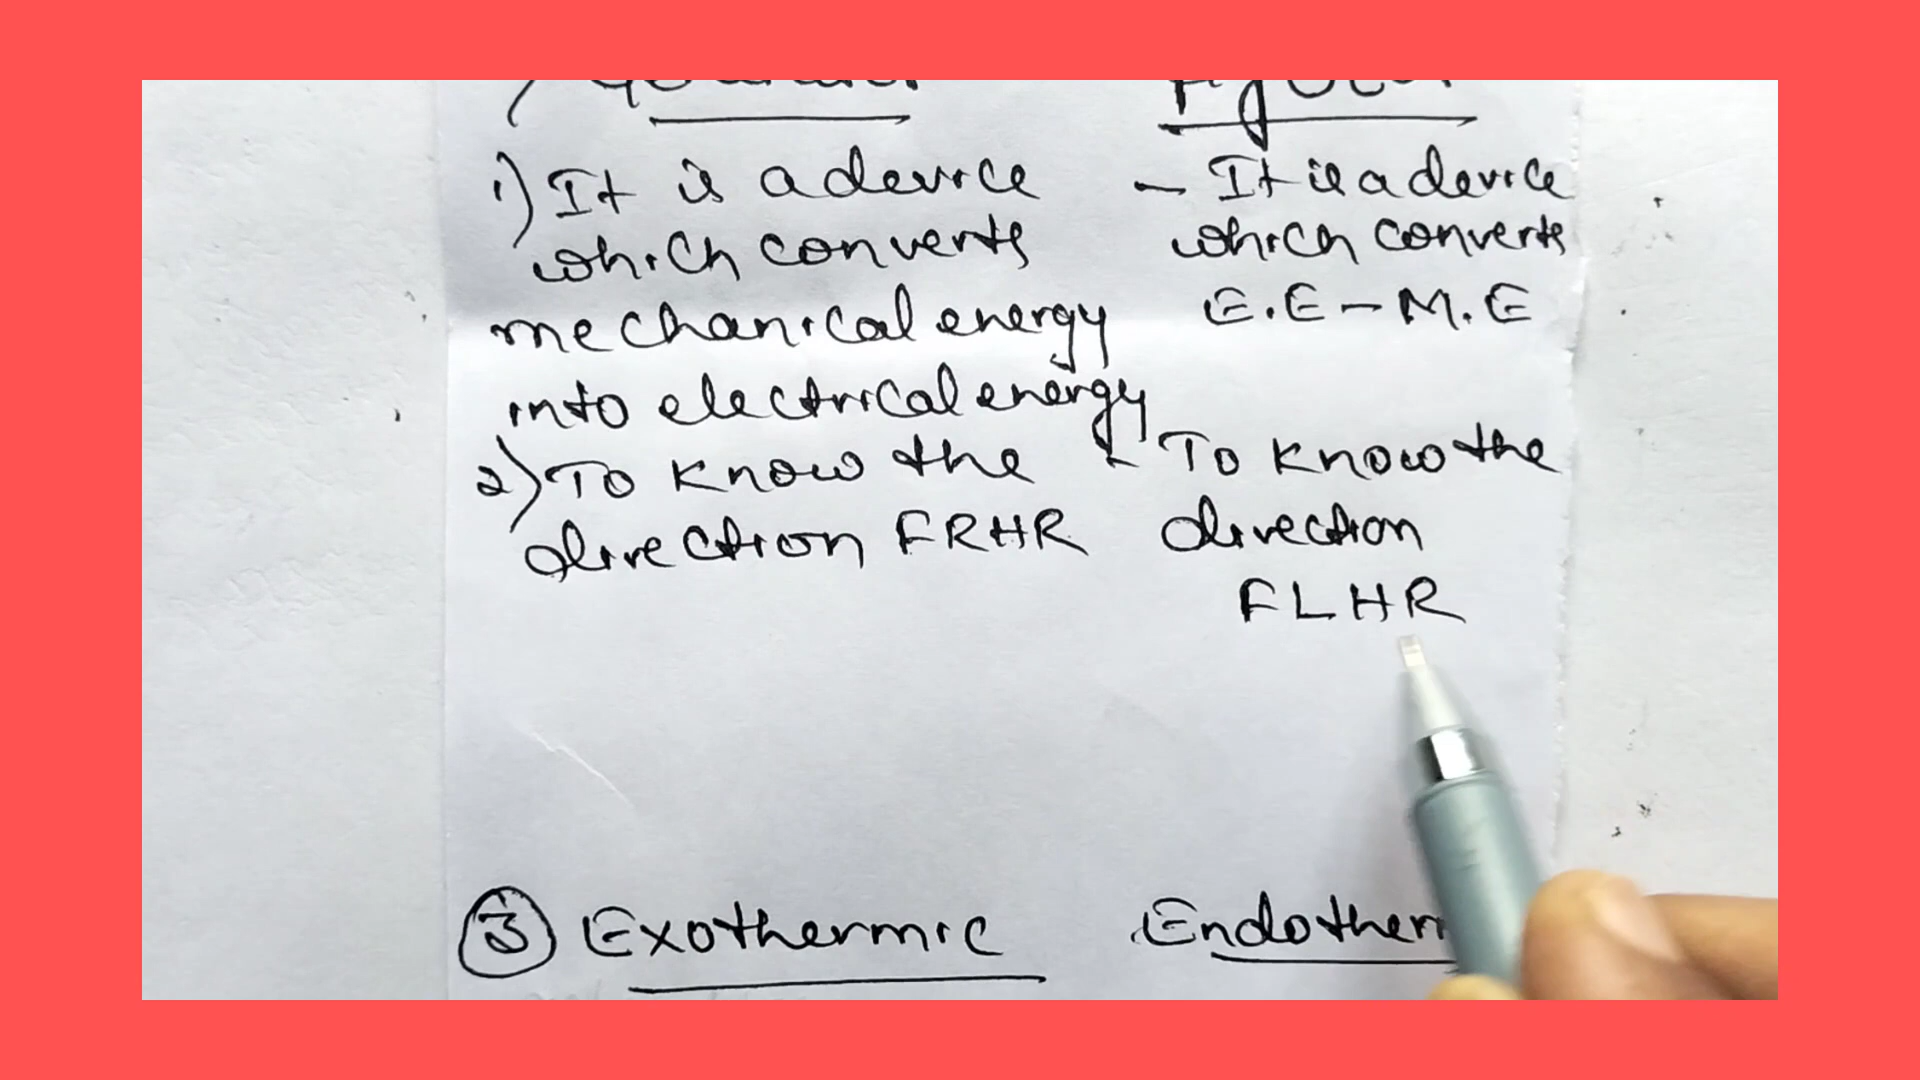 1) It is a device
which converts
mechanical energy
into electrical energy
2) To know the
direction FRHR
- It is a device
which converts
E.E - M.E
- To know the
direction
FLHR
3 Exothermic
Endotherm